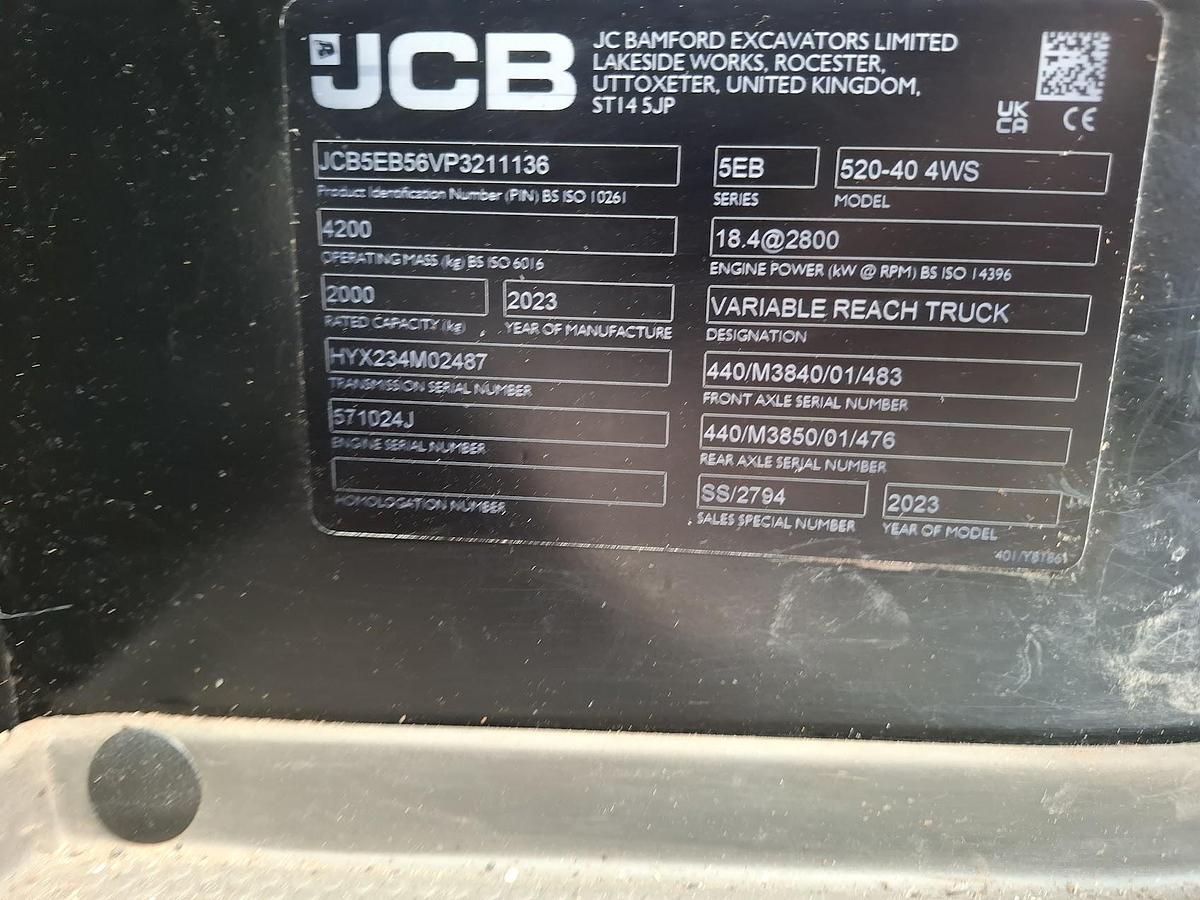 JCB
JC BAMFORD EXCAVATORS LIMITED
LAKESIDE WORKS, ROCESTER,
UTTOXETER, UNITED KINGDOM,
ST14 5JP
UK
CA
CE
JCB5EB56VP3211136
Product Identification Number (PIN) BS ISO 10261
5EB
SERIES
520-40 4WS
MODEL
4200
OPERATING MASS (kg) BS ISO 6016
18.4@2800
ENGINE POWER (kW @ RPM) BS ISO 14396
2000
RATED CAPACITY (kg)
2023
YEAR OF MANUFACTURE
VARIABLE REACH TRUCK
DESIGNATION
HYX234M02487
TRANSMISSION SERIAL NUMBER
440/M3840/01/483
FRONT AXLE SERIAL NUMBER
571024J
ENGINE SERIAL NUMBER
440/M3850/01/476
REAR AXLE SERIAL NUMBER
HOMOLOGATION NUMBER
SS/2794
SALES SPECIAL NUMBER
2023
YEAR OF MODEL